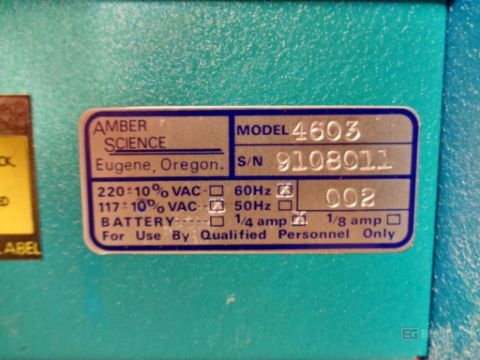 AMBER
SCIENCE
Eugene, Oregon.
MODEL 4603
S/N 9108011
220±10% VAC-☐ 60Hz☒
117±10% VAC-☒ 50Hz☐ 002
BATTERY-----☐ 1/4 amp☒ 1/8 amp☐
For Use By Qualified Personnel Only
LABEL